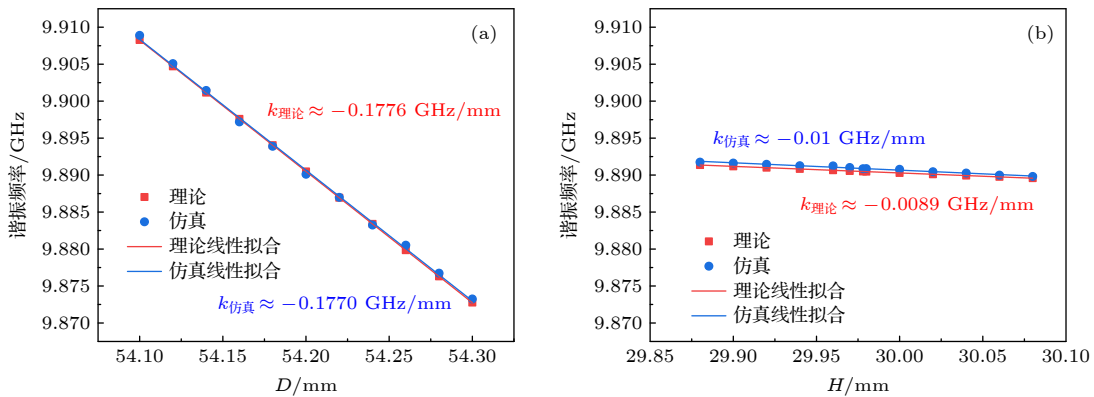 (a)
谐振频率/GHz
9.910
9.905
9.900
9.895
9.890
9.885
9.880
9.875
9.870
k理论 ≈ −0.1776 GHz/mm
理论
仿真
理论线性拟合
仿真线性拟合
k仿真 ≈ −0.1770 GHz/mm
54.10
54.15
54.20
54.25
54.30
D/mm
(b)
谐振频率/GHz
9.910
9.905
9.900
9.895
9.890
9.885
9.880
9.875
9.870
k仿真 ≈ −0.01 GHz/mm
k理论 ≈ −0.0089 GHz/mm
理论
仿真
理论线性拟合
仿真线性拟合
29.85
29.90
29.95
30.00
30.05
30.10
H/mm